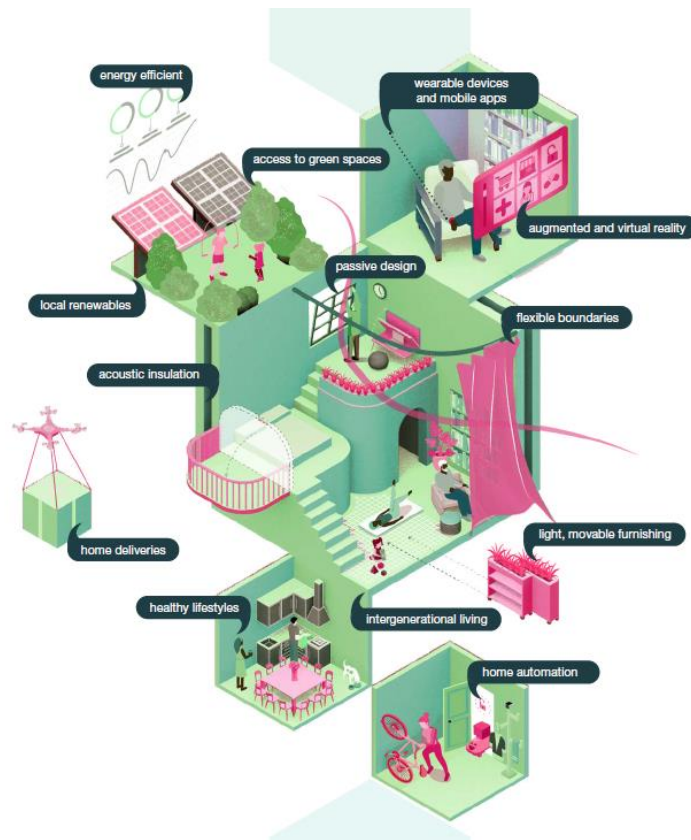 energy efficient
wearable devices
and mobile apps
access to green spaces
augmented and virtual reality
passive design
local renewables
flexible boundaries
acoustic insulation
light, movable furnishing
home deliveries
healthy lifestyles
intergenerational living
home automation